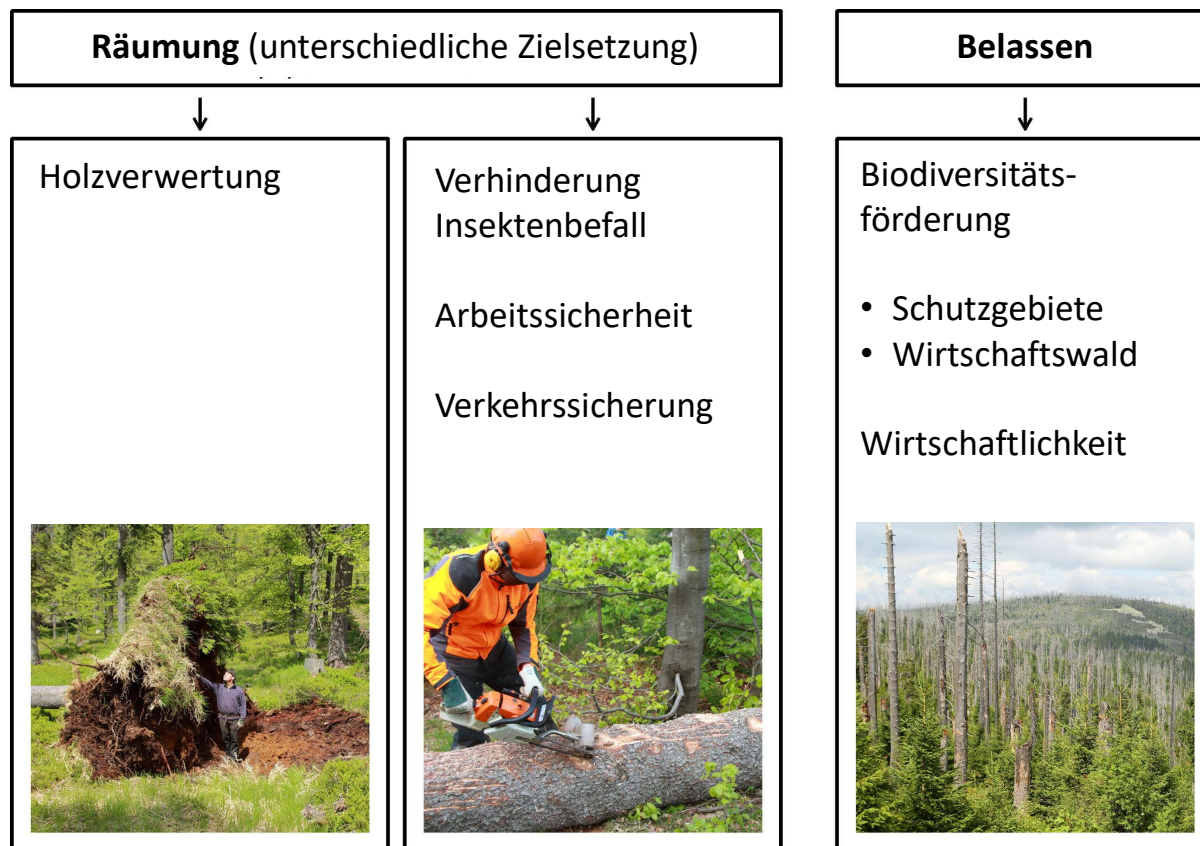 Räumung (unterschiedliche Zielsetzung)
Belassen
Holzverwertung
Verhinderung
Insektenbefall
Arbeitssicherheit
Verkehrssicherung
Biodiversitäts-
förderung
• Schutzgebiete
• Wirtschaftswald
Wirtschaftlichkeit